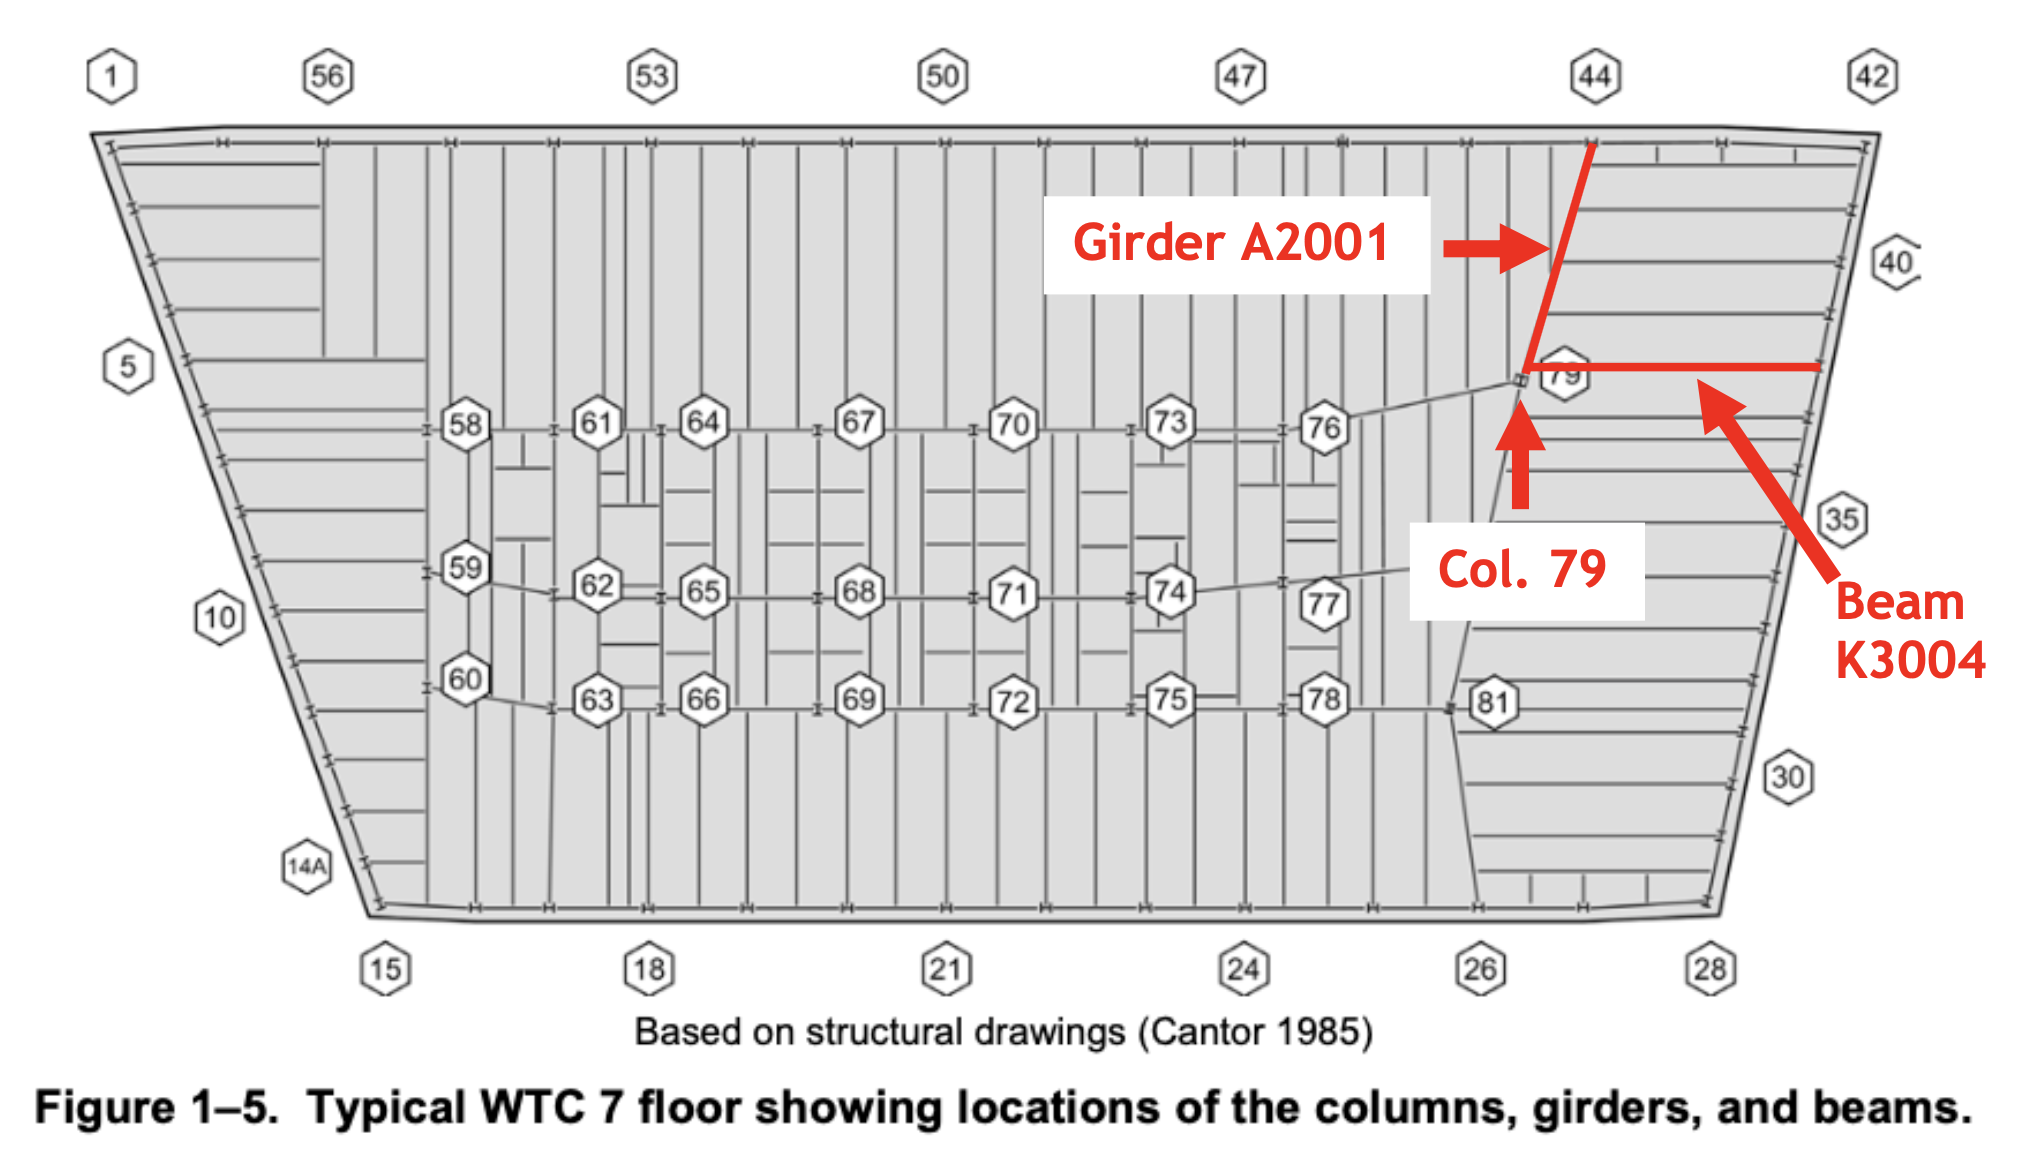 1 56 53 50 47 44 42
Girder A2001
40
5
79
58 61 64 67 70 73 76
35
Col. 79
59 62 65 68 71 74 77
10
Beam
K3004
60 63 66 69 72 75 78 81
30
14A
15 18 21 24 26 28
Based on structural drawings (Cantor 1985)
Figure 1–5. Typical WTC 7 floor showing locations of the columns, girders, and beams.